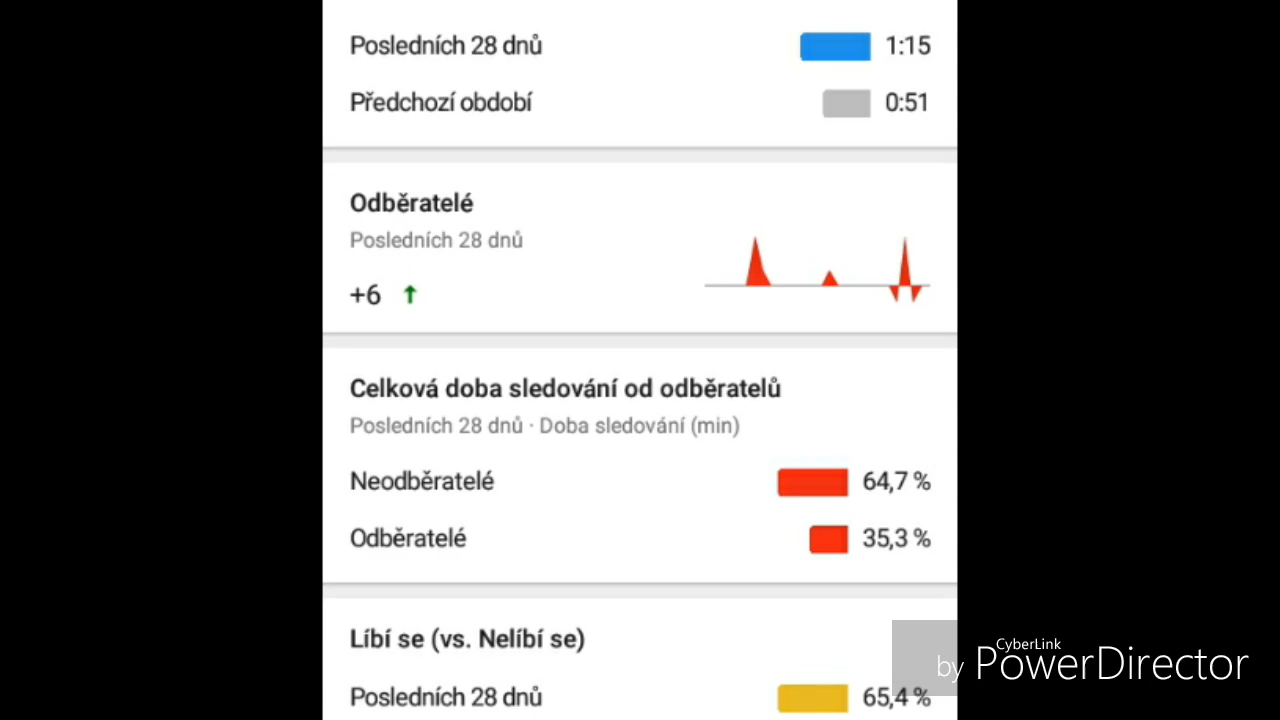 Posledních 28 dnů 1:15
Předchozí období 0:51
Odběratelé
Posledních 28 dnů
+6
Celková doba sledování od odběratelů
Posledních 28 dnů · Doba sledování (min)
Neodběratelé 64,7 %
Odběratelé 35,3 %
Líbí se (vs. Nelíbí se)
Posledních 28 dnů 65,4 %
CyberLink
by PowerDirector